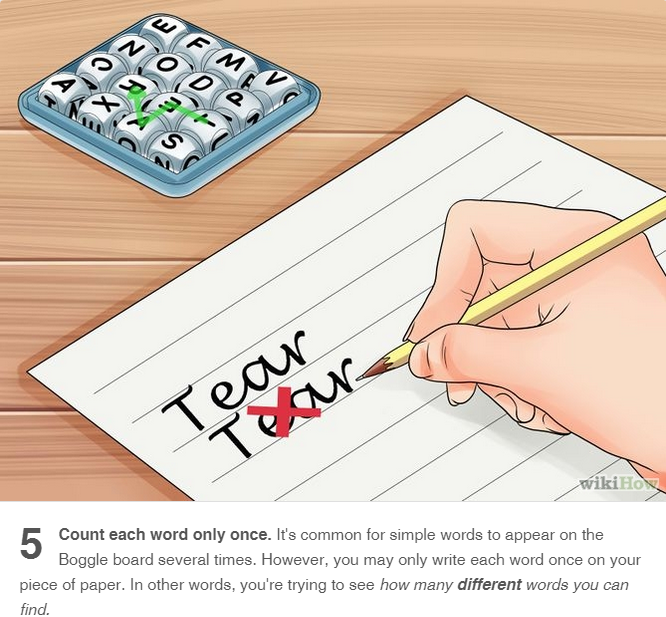 E
N F
C O M
A R D V
X E P
A T
S
Tear
Tear
wikiHow
5 Count each word only once. It's common for simple words to appear on the
Boggle board several times. However, you may only write each word once on your
piece of paper. In other words, you're trying to see how many different words you can
find.